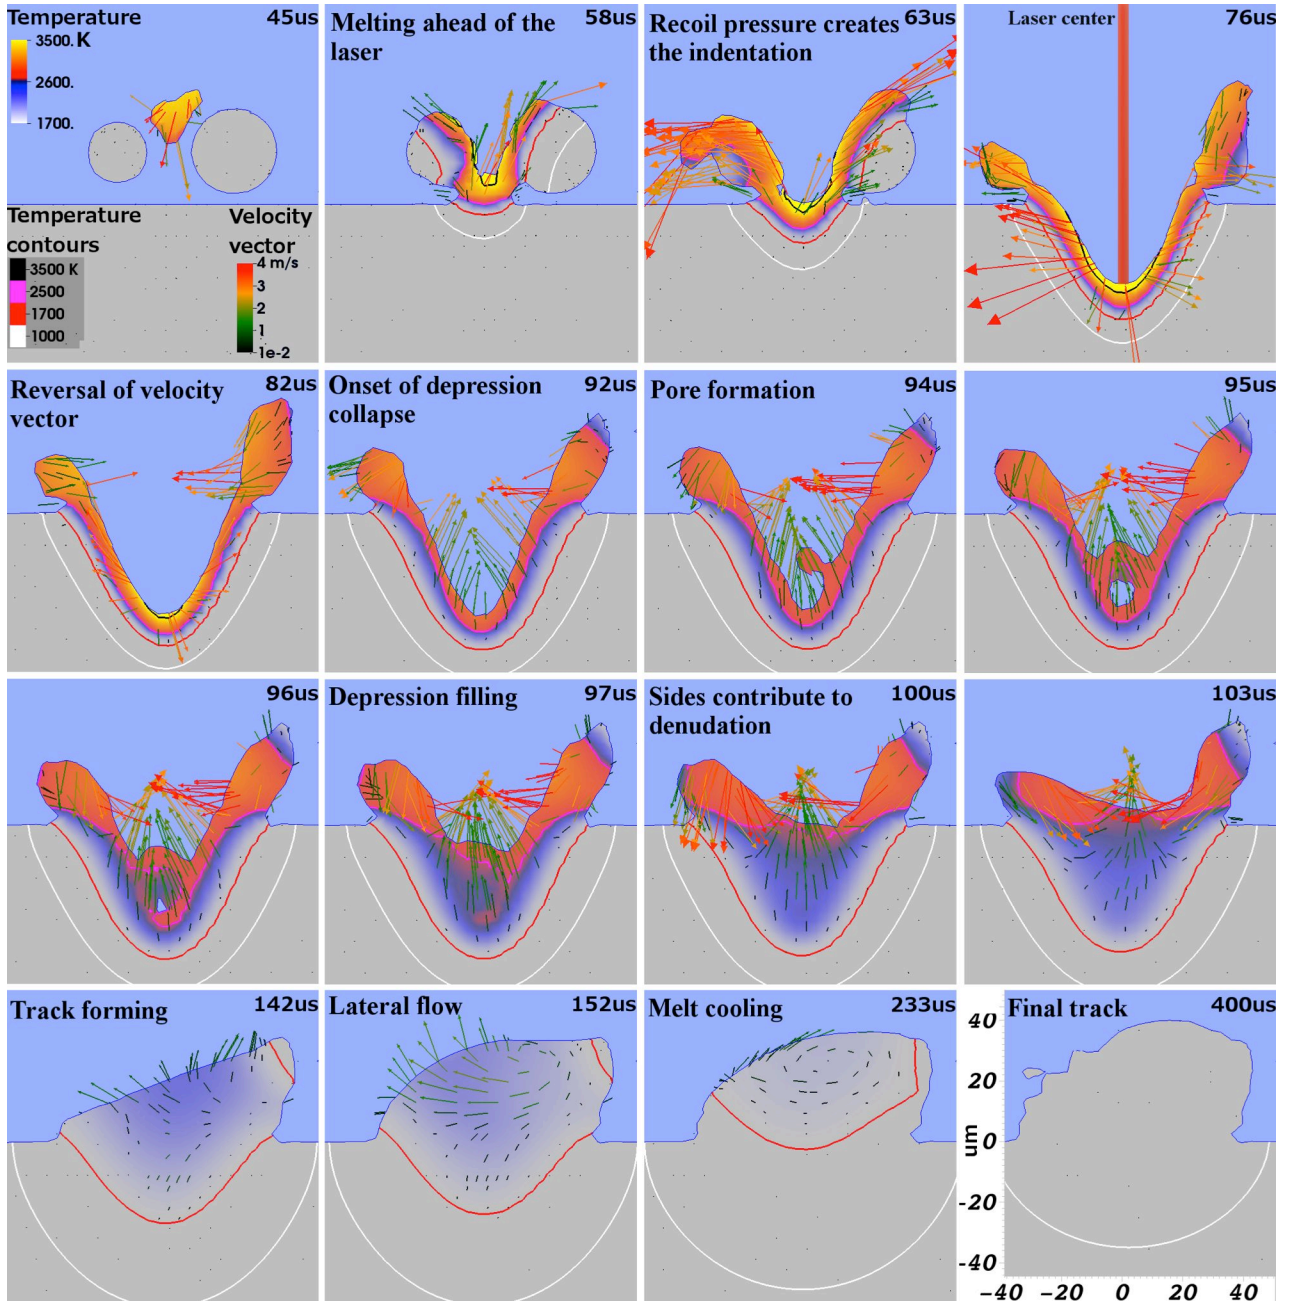 Temperature 45us
3500. K
2600.
1700.
Temperature
contours
3500 K
2500
1700
1000
Velocity
vector
4 m/s
3
2
1
1e-2
Melting ahead of the 58us
laser
Recoil pressure creates 63us
the indentation
Laser center 76us
Reversal of velocity 82us
vector
Onset of depression 92us
collapse
Pore formation 94us
95us
96us
Depression filling 97us
Sides contribute to 100us
denudation
103us
Track forming 142us
Lateral flow 152us
Melt cooling 233us
Final track 400us
40
20
0
-20
-40
um
-40 -20 0 20 40